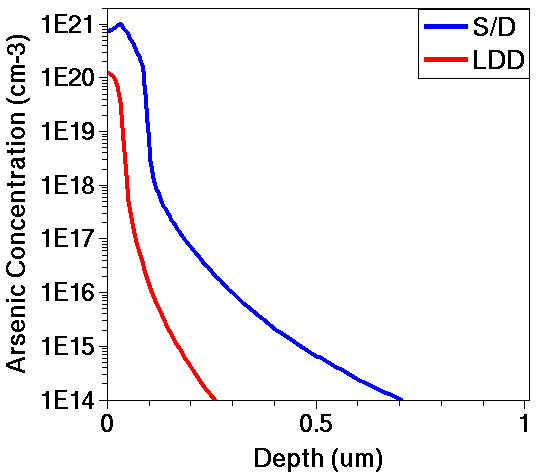 S/D
LDD
Arsenic Concentration (cm-3)
1E21
1E20
1E19
1E18
1E17
1E16
1E15
1E14
0
0.5
1
Depth (um)